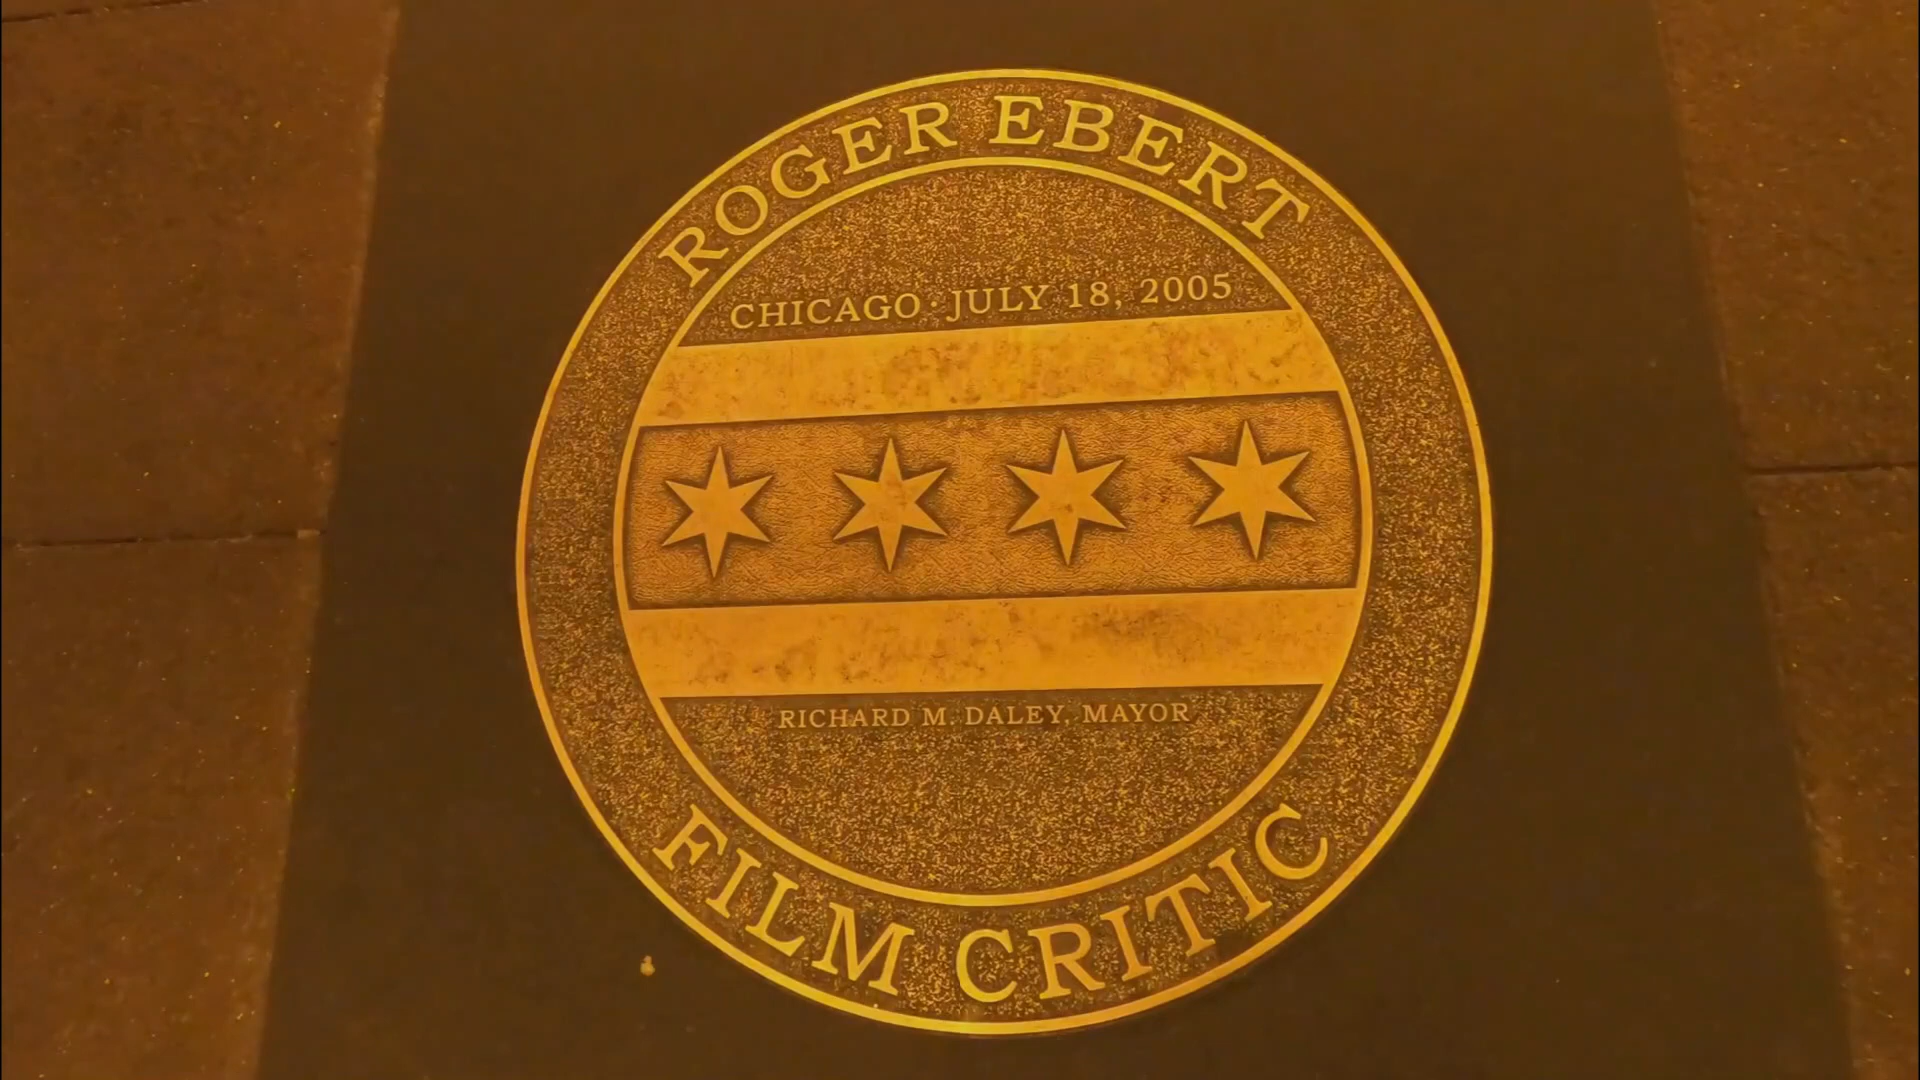 ROGER EBERT
CHICAGO · JULY 18, 2005
RICHARD M. DALEY, MAYOR
FILM CRITIC